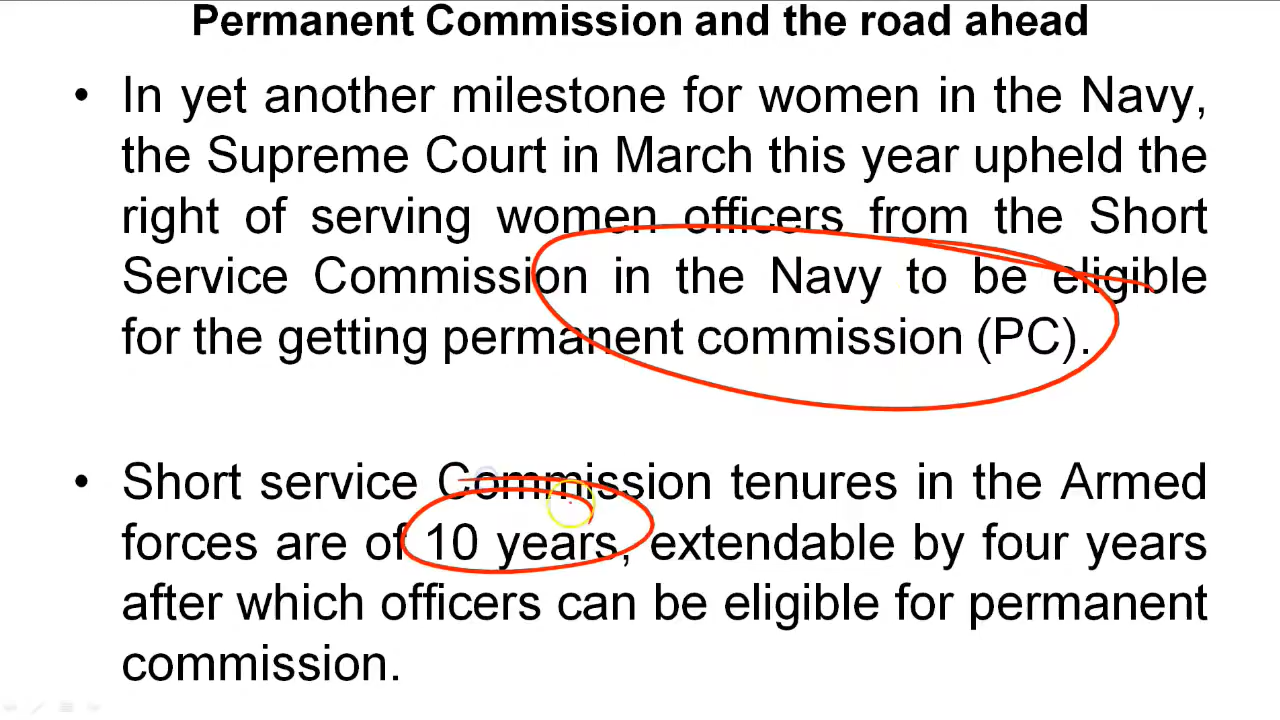 Permanent Commission and the road ahead
• In yet another milestone for women in the Navy,
the Supreme Court in March this year upheld the
right of serving women officers from the Short
Service Commission in the Navy to be eligible
for the getting permanent commission (PC).
• Short service Commission tenures in the Armed
forces are of 10 years, extendable by four years
after which officers can be eligible for permanent
commission.